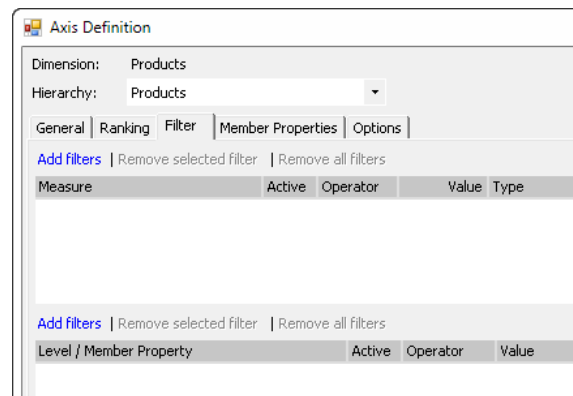 Axis Definition
Dimension: Products
Hierarchy: Products
General | Ranking | Filter | Member Properties | Options |
Add filters | Remove selected filter | Remove all filters
Measure Active Operator Value Type
Add filters | Remove selected filter | Remove all filters
Level / Member Property Active Operator Value